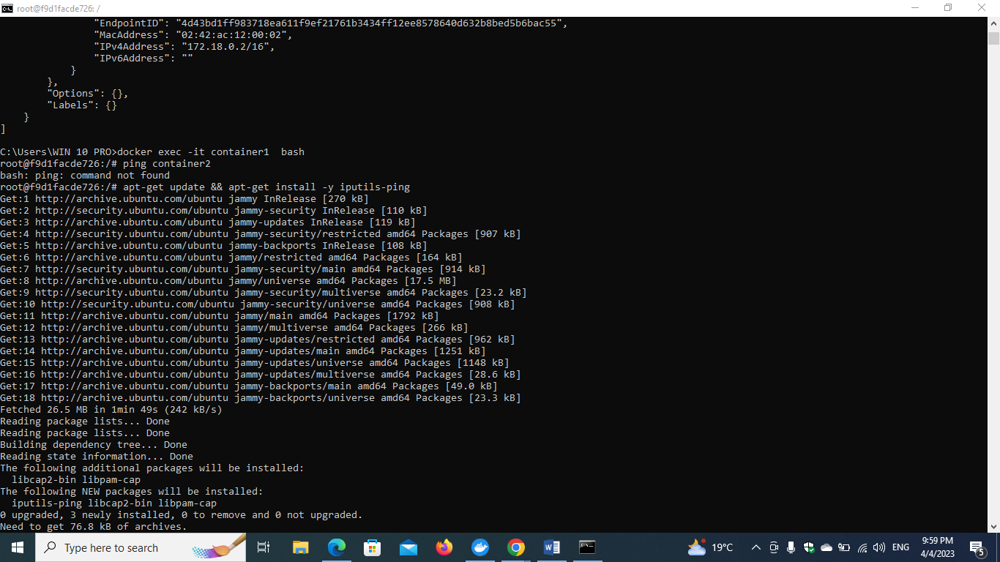 root@f9d1facde726: /
"EndpointID": "4d43bd1ff983718ea611f9ef21761b3434ff12ee8578640d632b8bed5b6bac55",
"MacAddress": "02:42:ac:12:00:02",
"IPv4Address": "172.18.0.2/16",
"IPv6Address": ""
}
},
"Options": {},
"Labels": {}
}
]
C:\Users\WIN 10 PRO>docker exec -it container1  bash
root@f9d1facde726:/# ping container2
bash: ping: command not found
root@f9d1facde726:/# apt-get update && apt-get install -y iputils-ping
Get:1 http://archive.ubuntu.com/ubuntu jammy InRelease [270 kB]
Get:2 http://security.ubuntu.com/ubuntu jammy-security InRelease [110 kB]
Get:3 http://archive.ubuntu.com/ubuntu jammy-updates InRelease [119 kB]
Get:4 http://security.ubuntu.com/ubuntu jammy-security/restricted amd64 Packages [907 kB]
Get:5 http://archive.ubuntu.com/ubuntu jammy-backports InRelease [108 kB]
Get:6 http://archive.ubuntu.com/ubuntu jammy/restricted amd64 Packages [164 kB]
Get:7 http://security.ubuntu.com/ubuntu jammy-security/main amd64 Packages [914 kB]
Get:8 http://archive.ubuntu.com/ubuntu jammy/universe amd64 Packages [17.5 MB]
Get:9 http://security.ubuntu.com/ubuntu jammy-security/multiverse amd64 Packages [23.2 kB]
Get:10 http://security.ubuntu.com/ubuntu jammy-security/universe amd64 Packages [908 kB]
Get:11 http://archive.ubuntu.com/ubuntu jammy/main amd64 Packages [1792 kB]
Get:12 http://archive.ubuntu.com/ubuntu jammy/multiverse amd64 Packages [266 kB]
Get:13 http://archive.ubuntu.com/ubuntu jammy-updates/restricted amd64 Packages [962 kB]
Get:14 http://archive.ubuntu.com/ubuntu jammy-updates/main amd64 Packages [1251 kB]
Get:15 http://archive.ubuntu.com/ubuntu jammy-updates/universe amd64 Packages [1148 kB]
Get:16 http://archive.ubuntu.com/ubuntu jammy-updates/multiverse amd64 Packages [28.6 kB]
Get:17 http://archive.ubuntu.com/ubuntu jammy-backports/main amd64 Packages [49.0 kB]
Get:18 http://archive.ubuntu.com/ubuntu jammy-backports/universe amd64 Packages [23.3 kB]
Fetched 26.5 MB in 1min 49s (242 kB/s)
Reading package lists... Done
Reading package lists... Done
Building dependency tree... Done
Reading state information... Done
The following additional packages will be installed:
libcap2-bin libpam-cap
The following NEW packages will be installed:
iputils-ping libcap2-bin libpam-cap
0 upgraded, 3 newly installed, 0 to remove and 0 not upgraded.
Need to get 76.8 kB of archives.
Type here to search
19°C
ENG
9:59 PM
4/4/2023
5